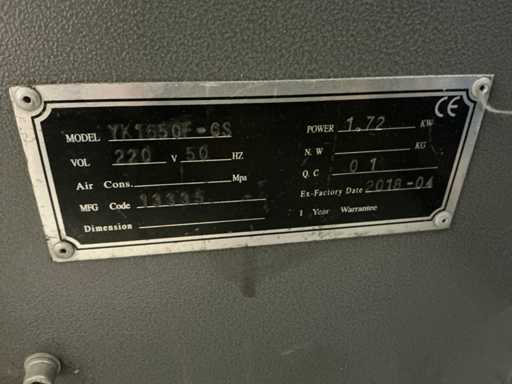 CE
MODEL YK1650F-GS
VOL 220 V 50 HZ
Air Cons. Mpa
MFG Code 13335
Dimension
POWER 1.72 KW
N.W KG
Q.C 01
Ex-Factory Date 2018-04
1 Year Warrantee